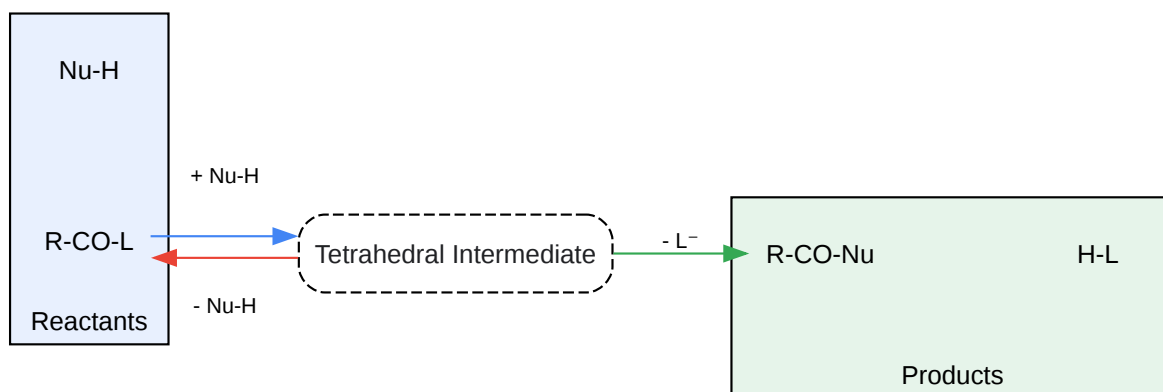 Nu-H
+ Nu-H
R-CO-L
Tetrahedral Intermediate
- L⁻
R-CO-Nu
H-L
- Nu-H
Reactants
Products